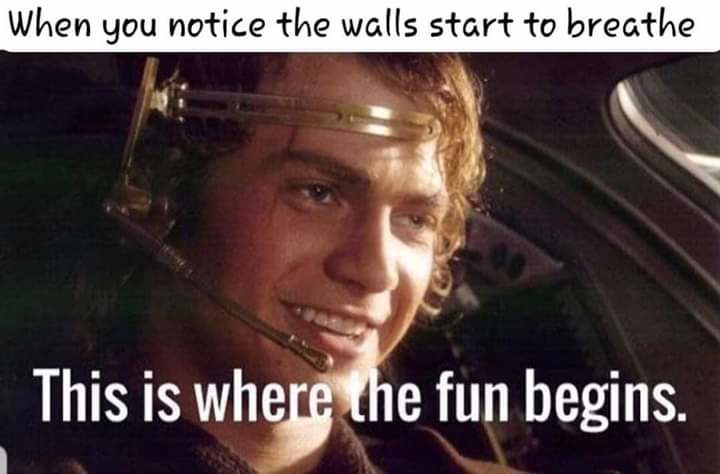 When you notice the walls start to breathe
This is where the fun begins.